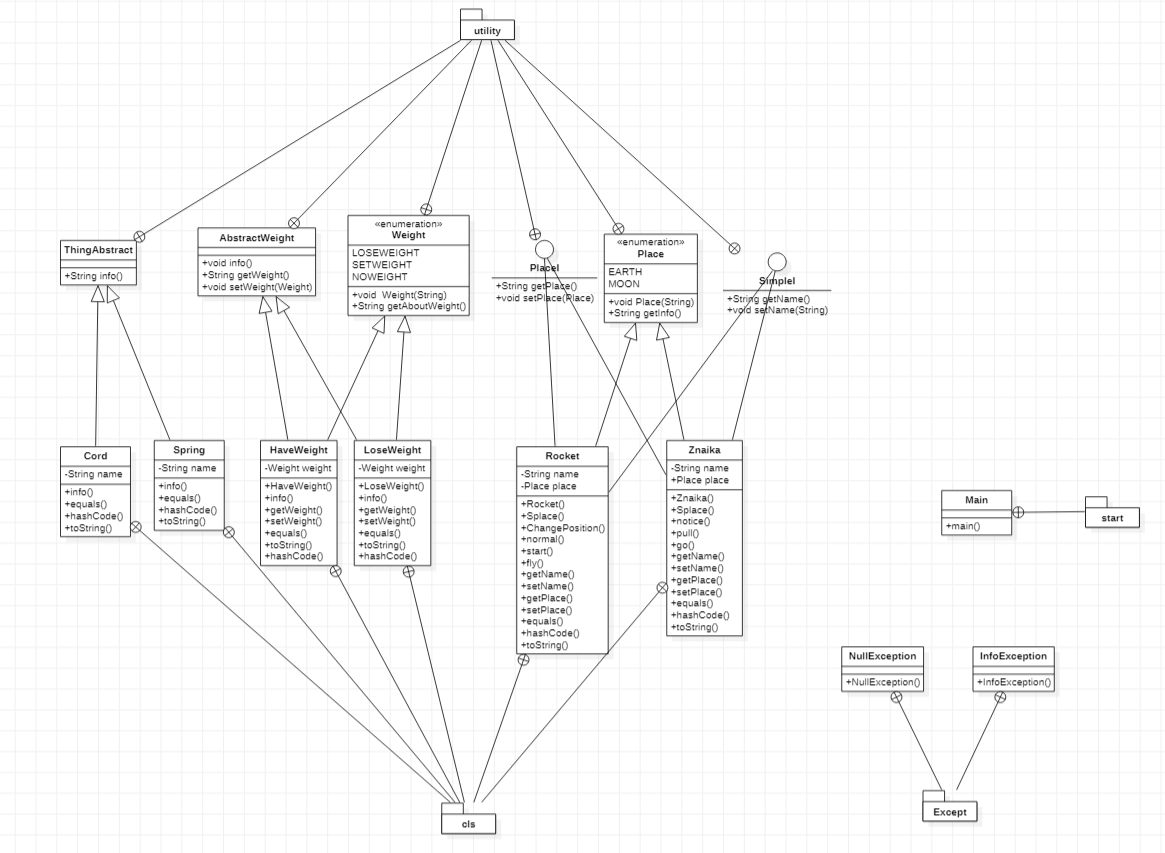 utility
ThingAbstract
+String info()
AbstractWeight
+void info()
+String getWeight()
+void setWeight(Weight)
«enumeration»
Weight
LOSEWEIGHT
SETWEIGHT
NOWEIGHT
+void Weight(String)
+String getAboutWeight()
PlaceI
+String getPlace()
+void setPlace(Place)
«enumeration»
Place
EARTH
MOON
+void Place(String)
+String getInfo()
SimpleI
+String getName()
+void setName(String)
Cord
-String name
+info()
+equals()
+hashCode()
+toString()
Spring
-String name
+info()
+equals()
+hashCode()
+toString()
HaveWeight
-Weight weight
+HaveWeight()
+info()
+getWeight()
+setWeight()
+equals()
+toString()
+hashCode()
LoseWeight
-Weight weight
+LoseWeight()
+info()
+getWeight()
+setWeight()
+equals()
+toString()
+hashCode()
Rocket
-String name
-Place place
+Rocket()
+Splace()
+ChangePosition()
+normal()
+start()
+fly()
+getName()
+setName()
+getPlace()
+setPlace()
+equals()
+hashCode()
+toString()
Znaika
-String name
+Place place
+Znaika()
+Splace()
+notice()
+pull()
+go()
+getName()
+setName()
+getPlace()
+setPlace()
+equals()
+hashCode()
+toString()
Main
+main()
start
NullException
+NullException()
InfoException
+InfoException()
Except
cls